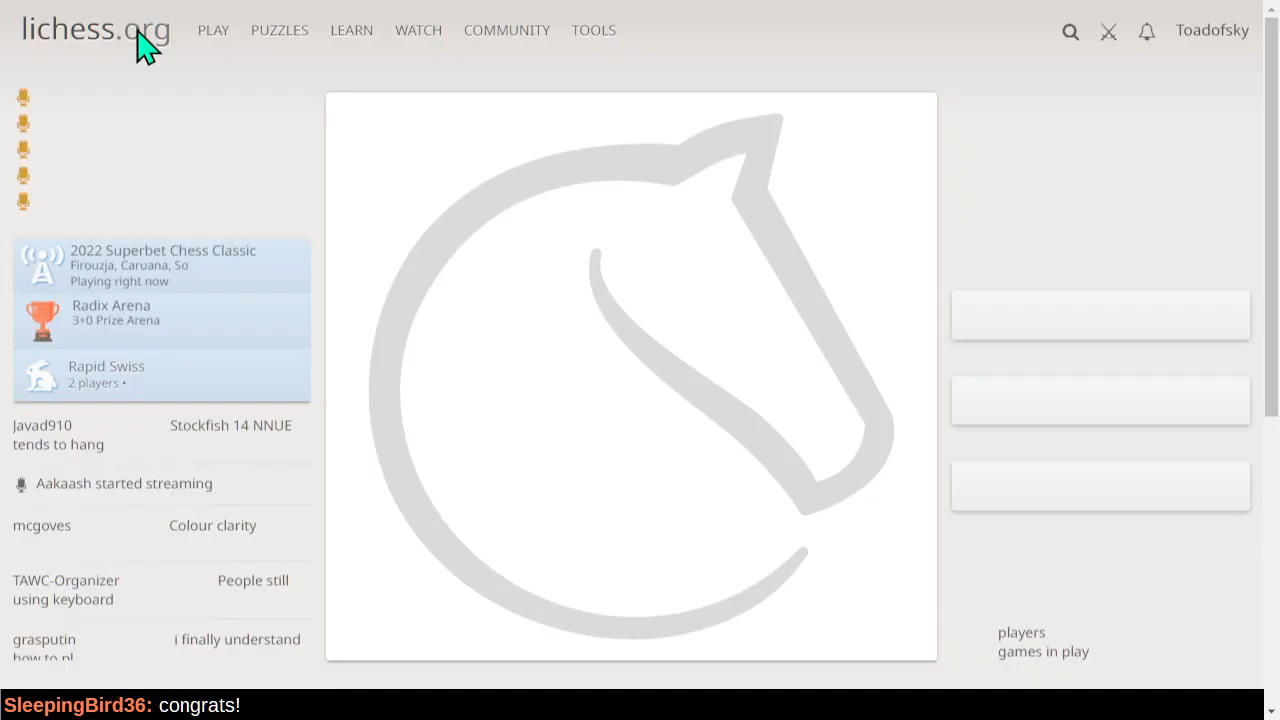 lichess.org PLAY PUZZLES LEARN WATCH COMMUNITY TOOLS Toadofsky
2022 Superbet Chess Classic
Firouzja, Caruana, So
Playing right now
Radix Arena
3+0 Prize Arena
Rapid Swiss
2 players •
Javad910 Stockfish 14 NNUE
tends to hang
Aakaash started streaming
mcgoves Colour clarity
TAWC-Organizer People still
using keyboard
grasputin i finally understand
how to pl
players
games in play
SleepingBird36: congrats!